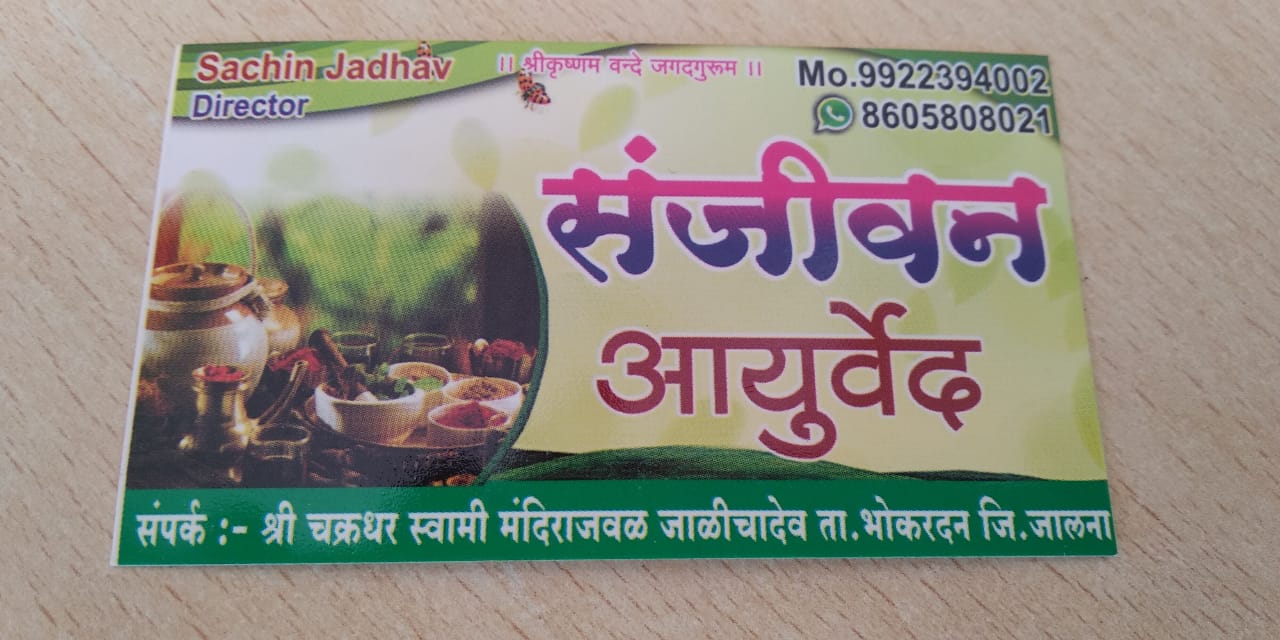 Sachin Jadhav
Director
।। श्रीकृष्णम वन्दे जगदगुरूम ।।
Mo.9922394002
8605808021
संजीवन
आयुर्वेद
संपर्क :- श्री चक्रधर स्वामी मंदिराजवळ जाळीचादेव ता.भोकरदन जि.जालना